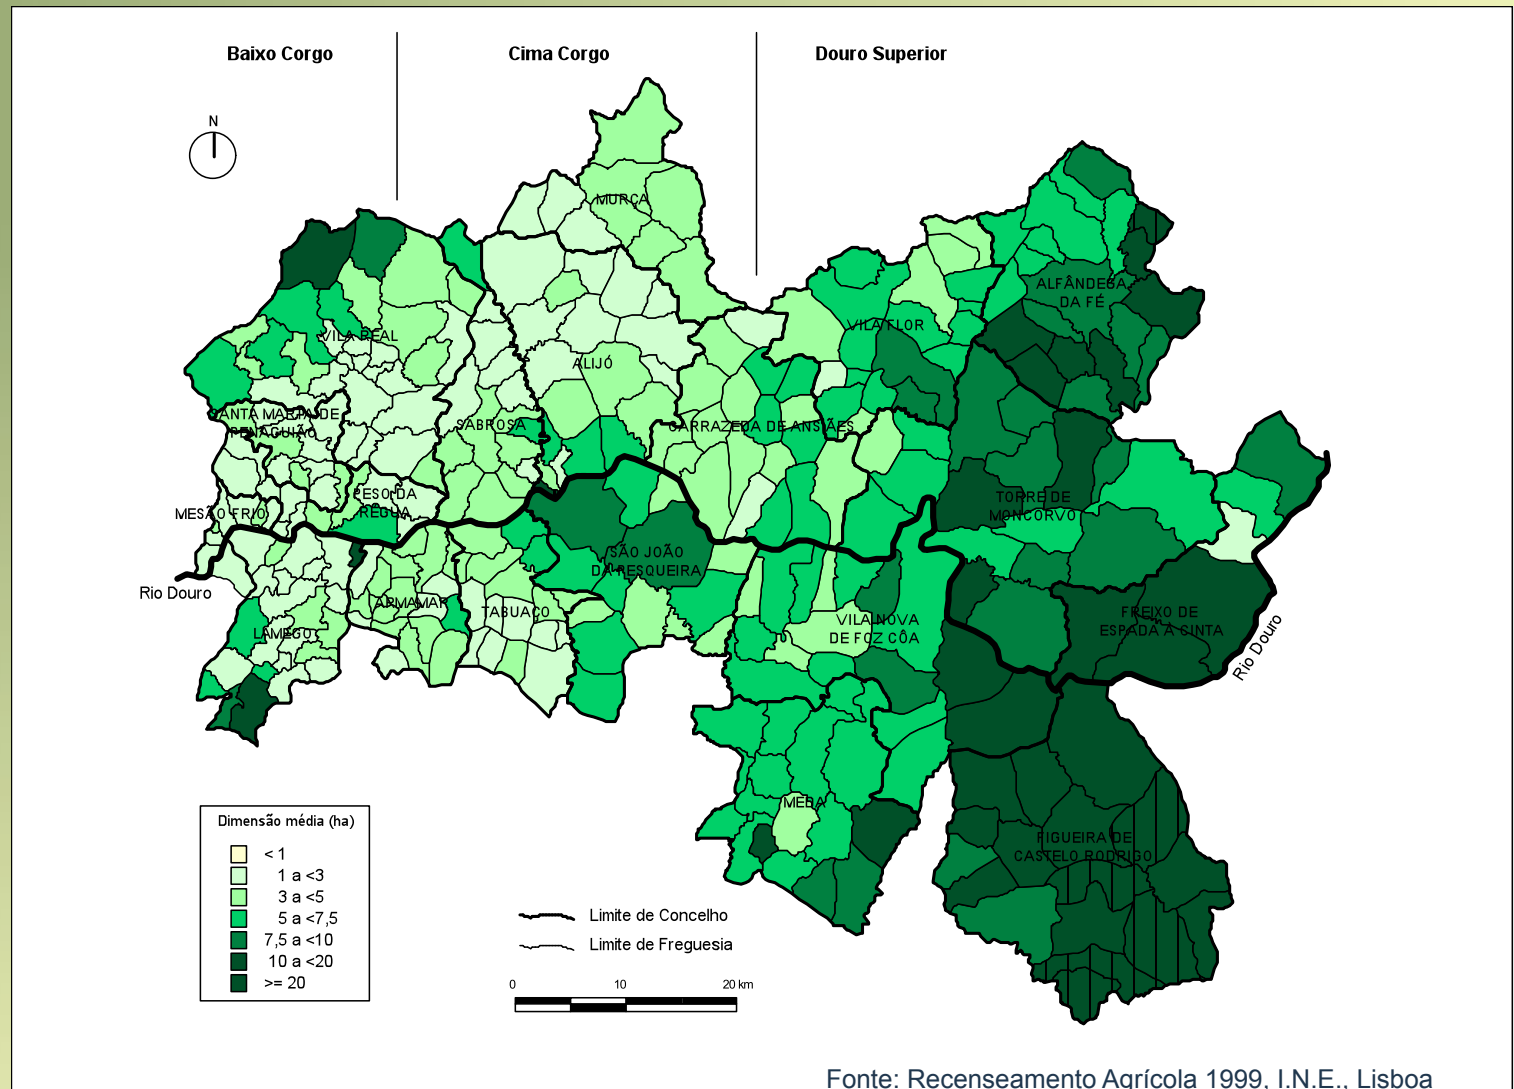 Baixo Corgo
Cima Corgo
Douro Superior
N
MURÇA
ALFÂNDEGA
DA FÉ
VILA REAL
VILA FLOR
ALIJÓ
SANTA MARTA DE
PENAGUIÃO
SABROSA
CARRAZEDA DE ANSIÃES
MESÃO FRIO
PESO DA
RÉGUA
TORRE DE
MONCORVO
SÃO JOÃO
DA PESQUEIRA
Rio Douro
ARMAMAR
TABUAÇO
LAMEGO
VILA NOVA
DE FOZ CÔA
FREIXO DE
ESPADA À CINTA
Rio Douro
MEDA
FIGUEIRA DE
CASTELO RODRIGO
Dimensão média (ha)
< 1
1 a <3
3 a <5
5 a <7,5
7,5 a <10
10 a <20
>= 20
Limite de Concelho
Limite de Freguesia
0 10 20 km
Fonte: Recenseamento Agrícola 1999, I.N.E., Lisboa